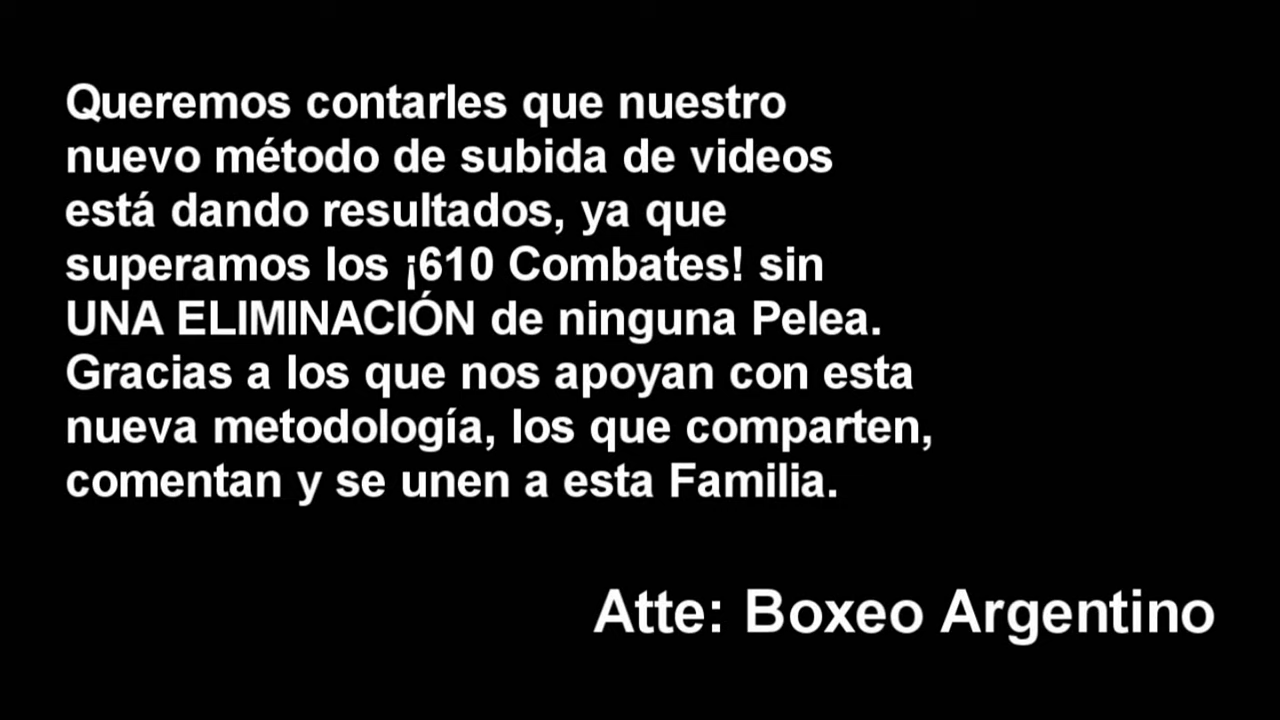 Queremos contarles que nuestro
nuevo método de subida de videos
está dando resultados, ya que
superamos los ¡610 Combates! sin
UNA ELIMINACIÓN de ninguna Pelea.
Gracias a los que nos apoyan con esta
nueva metodología, los que comparten,
comentan y se unen a esta Familia.
Atte: Boxeo Argentino